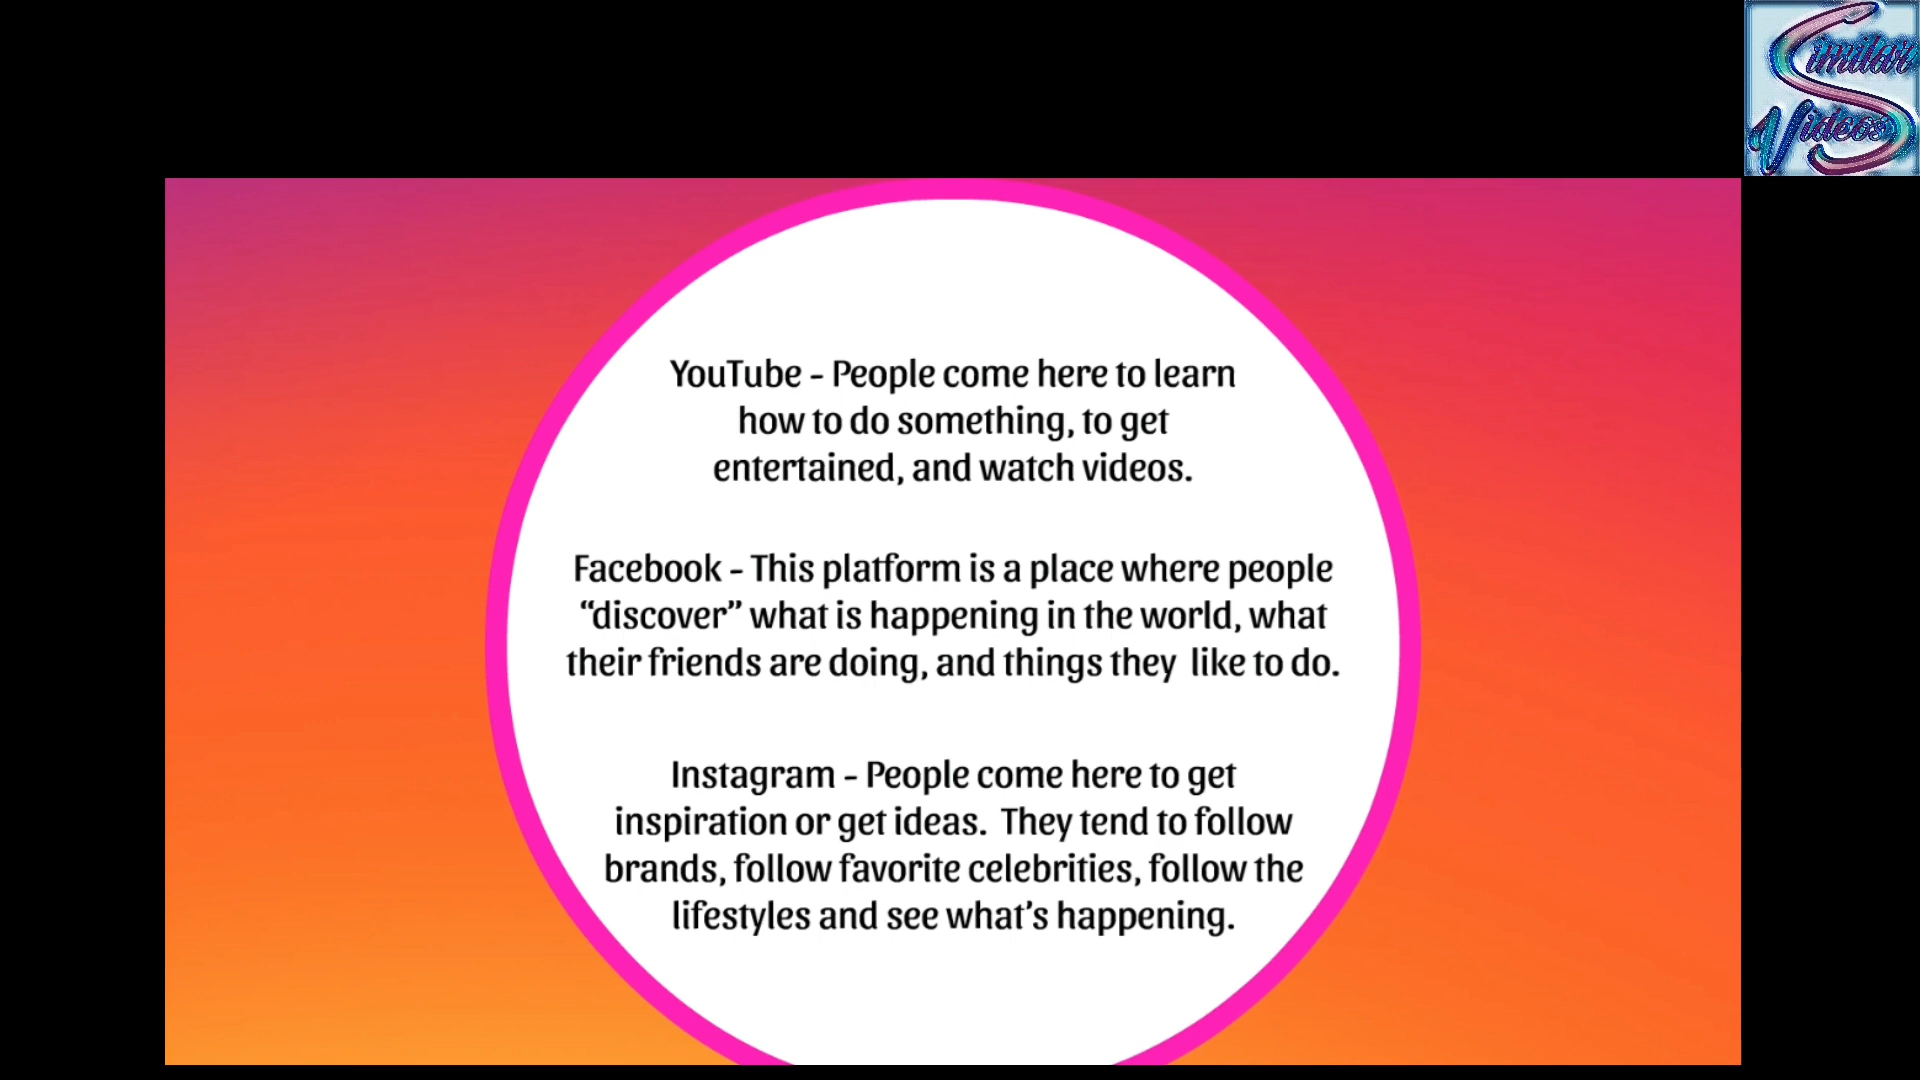 Similar
Videos
YouTube - People come here to learn
how to do something, to get
entertained, and watch videos.
Facebook - This platform is a place where people
“discover” what is happening in the world, what
their friends are doing, and things they  like to do.
Instagram - People come here to get
inspiration or get ideas.  They tend to follow
brands, follow favorite celebrities, follow the
lifestyles and see what’s happening.